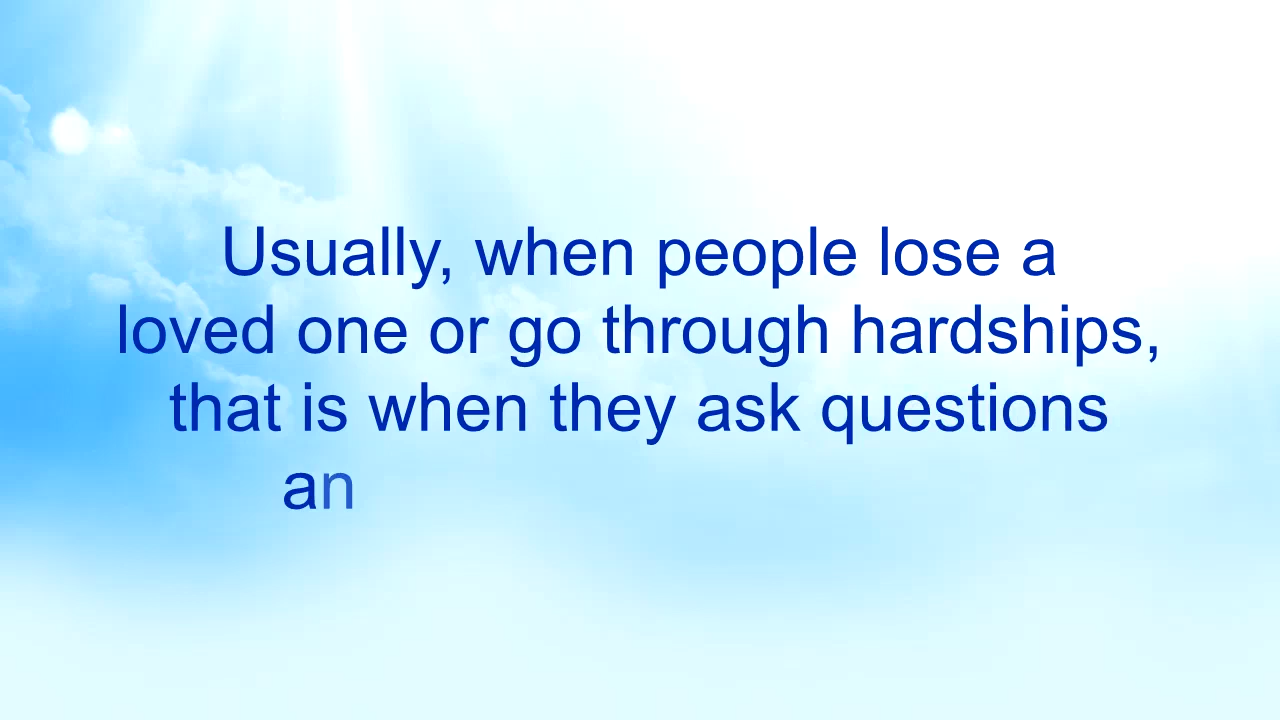 Usually, when people lose a
loved one or go through hardships,
that is when they ask questions
an